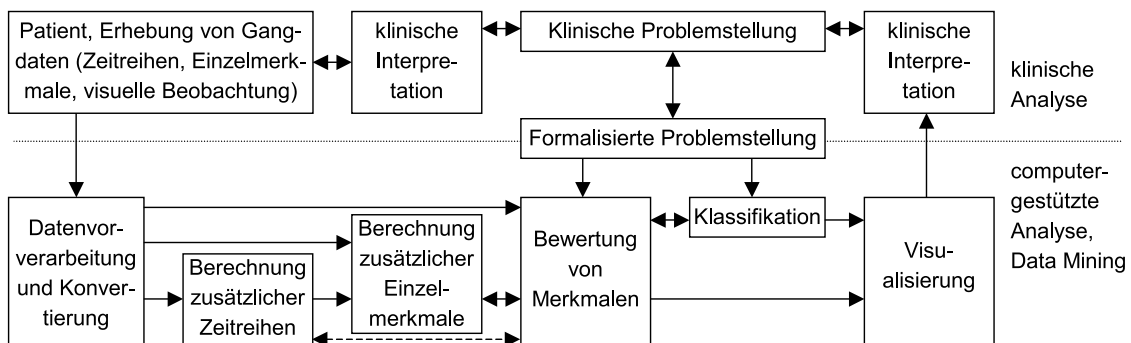 Patient, Erhebung von Gang-
daten (Zeitreihen, Einzelmerk-
male, visuelle Beobachtung)
klinische
Interpre-
tation
Klinische Problemstellung
klinische
Interpre-
tation
klinische
Analyse
Formalisierte Problemstellung
computer-
gestützte
Analyse,
Data Mining
Datenvor-
verarbeitung
und Konver-
tierung
Berechnung
zusätzlicher
Zeitreihen
Berechnung
zusätzlicher
Einzel-
merkmale
Bewertung
von
Merkmalen
Klassifikation
Visu-
alisierung